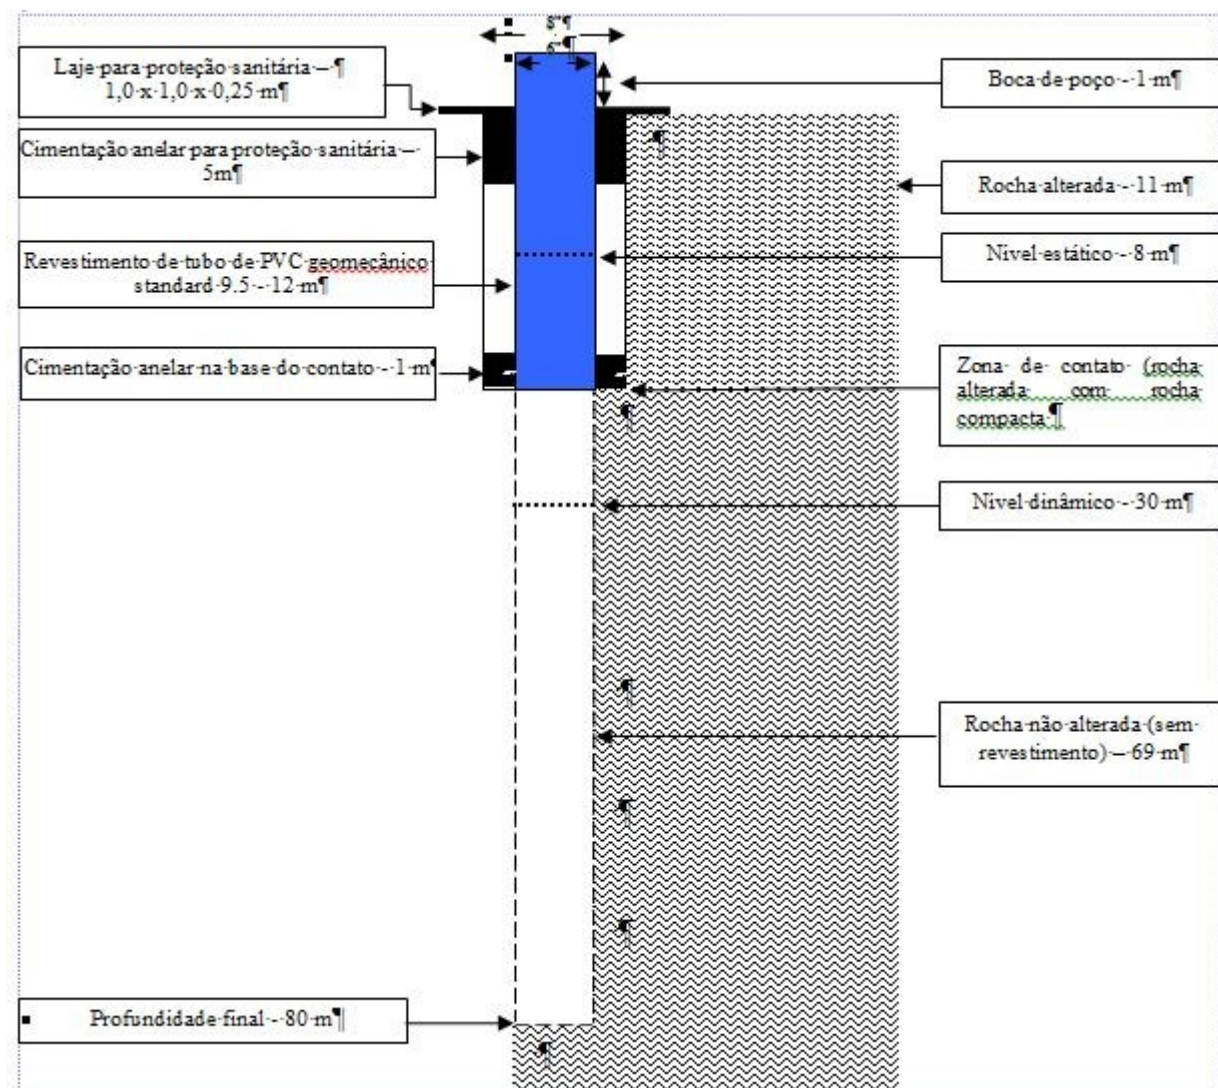 8"¶
6"¶
Laje para proteção sanitária – ¶
1,0 x 1,0 x 0,25 m¶
Boca de poço - 1 m¶
Cimentação anelar para proteção sanitária –
5m¶
Rocha alterada - 11 m¶
Revestimento de tubo de PVC geomecânico
standard 9.5 - 12 m¶
Nivel estático - 8 m¶
Cimentação anelar na base do contato - 1 m¶
Zona de contato (rocha
alterada com rocha
compacta ¶
Nivel dinâmico - 30 m¶
Rocha não alterada (sem
revestimento) – 69 m¶
Profundidade final - 80 m¶